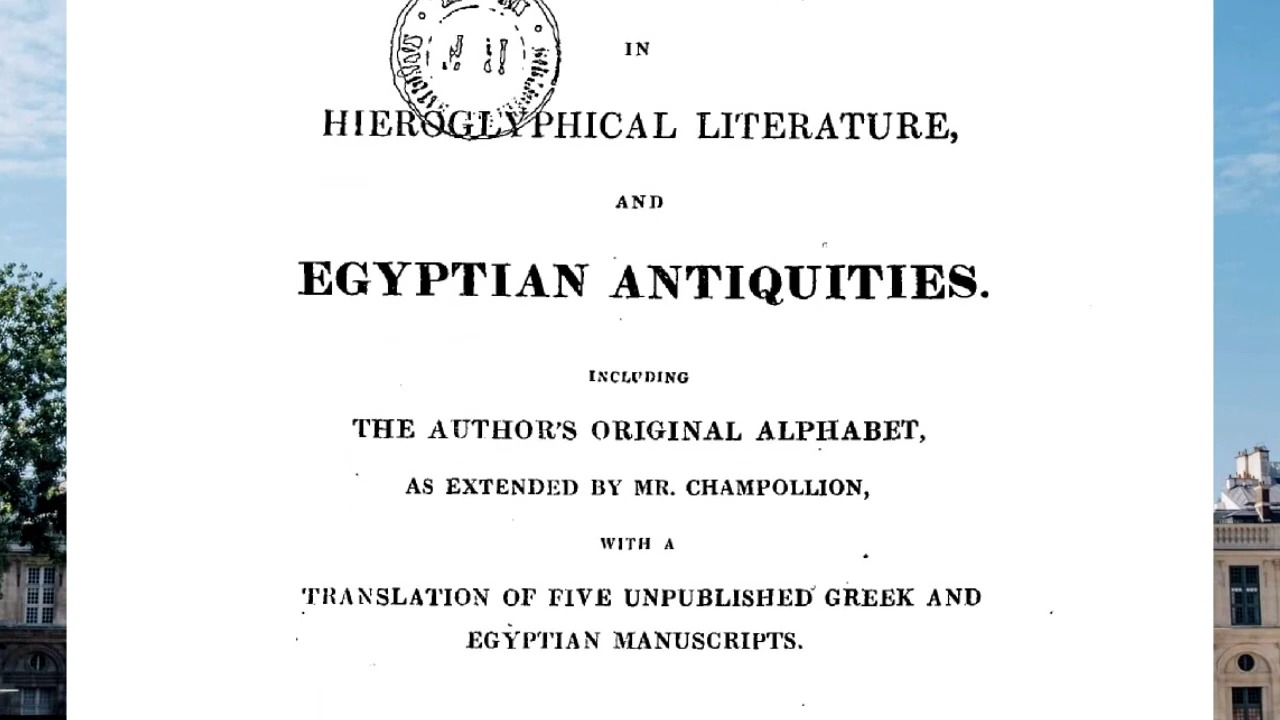 IN
HIEROGLYPHICAL LITERATURE,
AND
EGYPTIAN ANTIQUITIES.
INCLUDING
THE AUTHOR'S ORIGINAL ALPHABET,
AS EXTENDED BY MR. CHAMPOLLION,
WITH A
TRANSLATION OF FIVE UNPUBLISHED GREEK AND
EGYPTIAN MANUSCRIPTS.